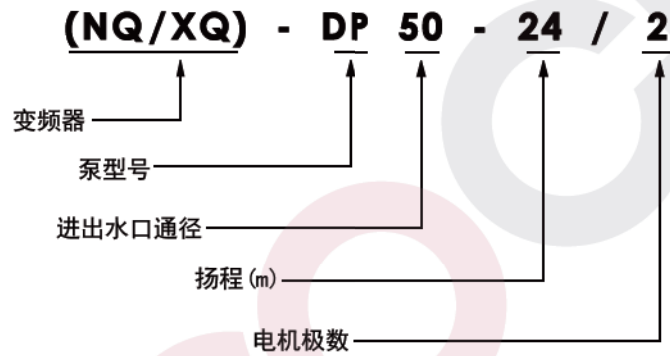 (NQ/XQ) - DP 50 - 24 / 2
变频器
泵型号
进出水口通径
扬程(m)
电机极数